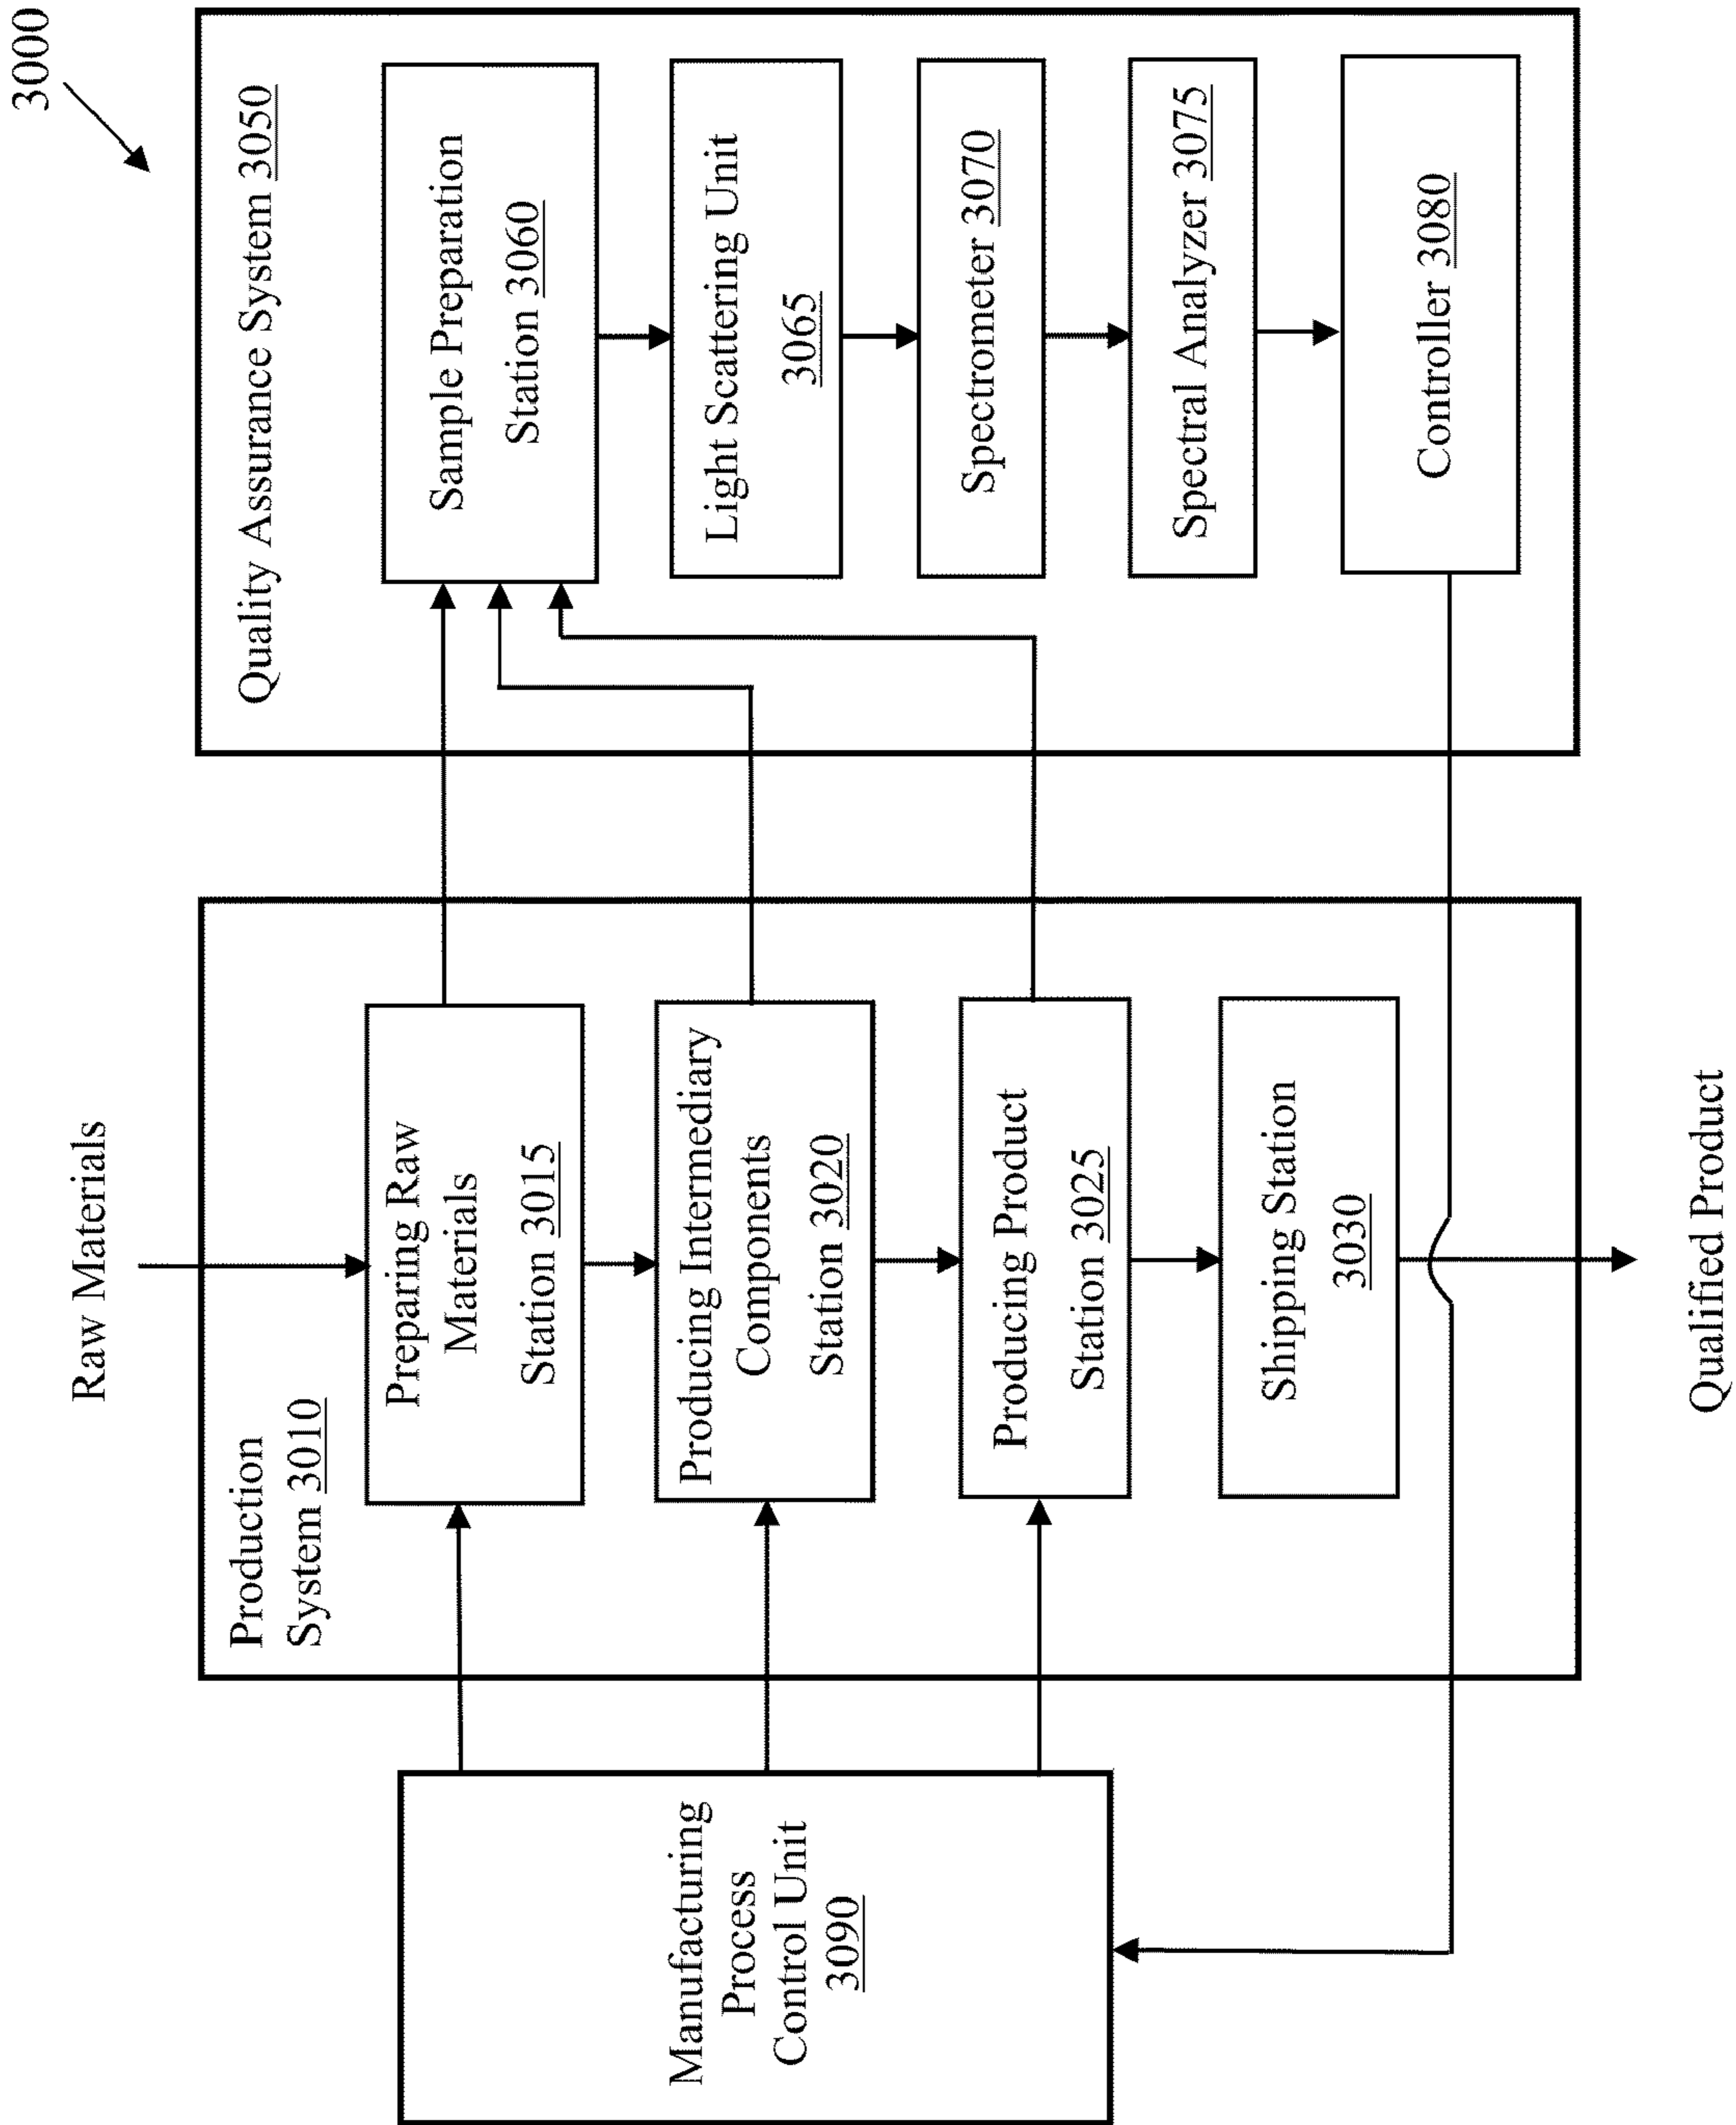 3000
Raw Materials
Manufacturing
Process
Control Unit
3090
Production
System 3010
Preparing Raw
Materials
Station 3015
Producing Intermediary
Components
Station 3020
Producing Product
Station 3025
Shipping Station
3030
Quality Assurance System 3050
Sample Preparation
Station 3060
Light Scattering Unit
3065
Spectrometer 3070
Spectral Analyzer 3075
Controller 3080
Qualified Product